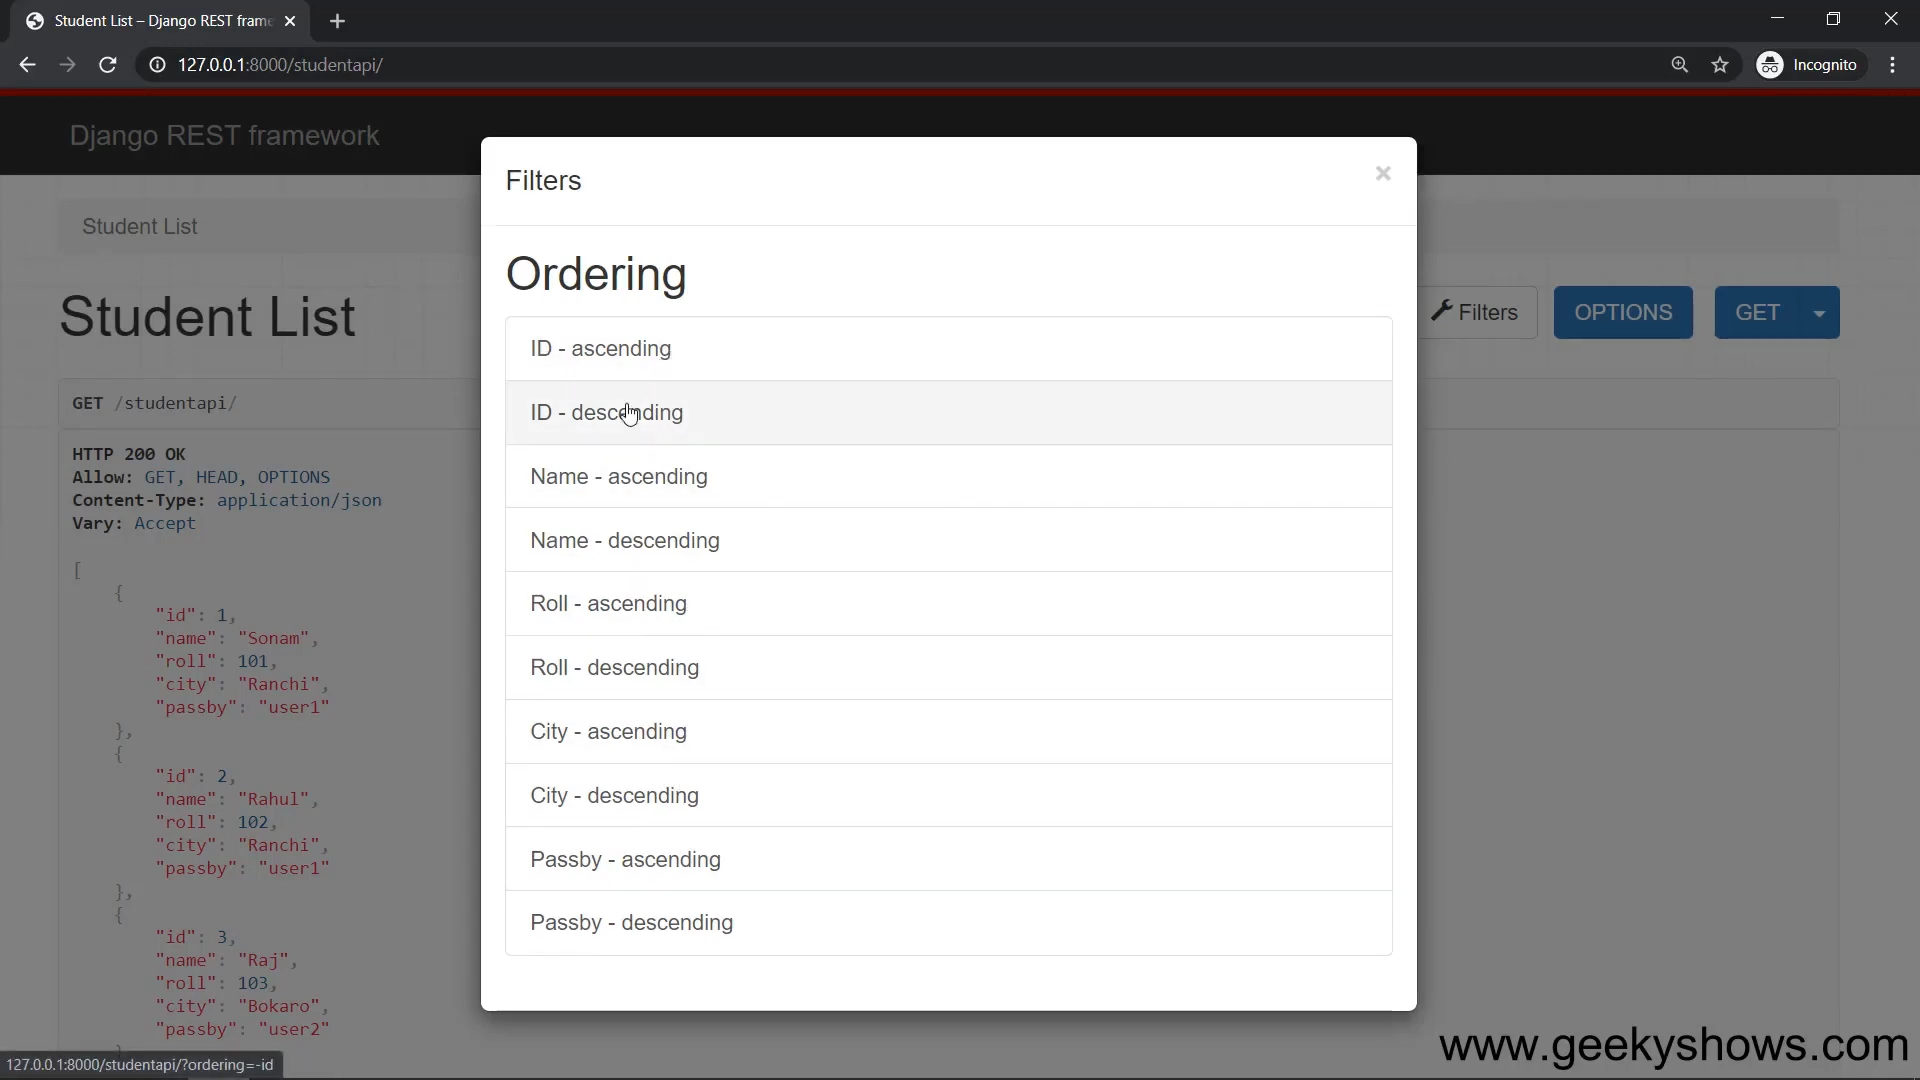 Student List – Django REST frame
127.0.0.1:8000/studentapi/
Incognito
Django REST framework
Student List
Student List
Filters
OPTIONS
GET
GET /studentapi/
HTTP 200 OK
Allow: GET, HEAD, OPTIONS
Content-Type: application/json
Vary: Accept
[
{
"id": 1,
"name": "Sonam",
"roll": 101,
"city": "Ranchi",
"passby": "user1"
},
{
"id": 2,
"name": "Rahul",
"roll": 102,
"city": "Ranchi",
"passby": "user1"
},
{
"id": 3,
"name": "Raj",
"roll": 103,
"city": "Bokaro",
"passby": "user2"
Filters
×
Ordering
ID - ascending
ID - descending
Name - ascending
Name - descending
Roll - ascending
Roll - descending
City - ascending
City - descending
Passby - ascending
Passby - descending
127.0.0.1:8000/studentapi/?ordering=-id
www.geekyshows.com